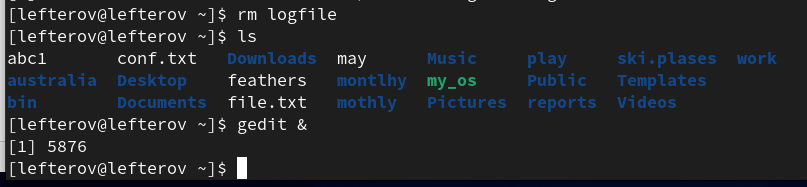 [lefterov@lefterov ~]$ rm logfile
[lefterov@lefterov ~]$ ls
abc1 conf.txt Downloads may Music play ski.plases work
australia Desktop feathers montlhy my_os Public Templates
bin Documents file.txt mothly Pictures reports Videos
[lefterov@lefterov ~]$ gedit &
[1] 5876
[lefterov@lefterov ~]$